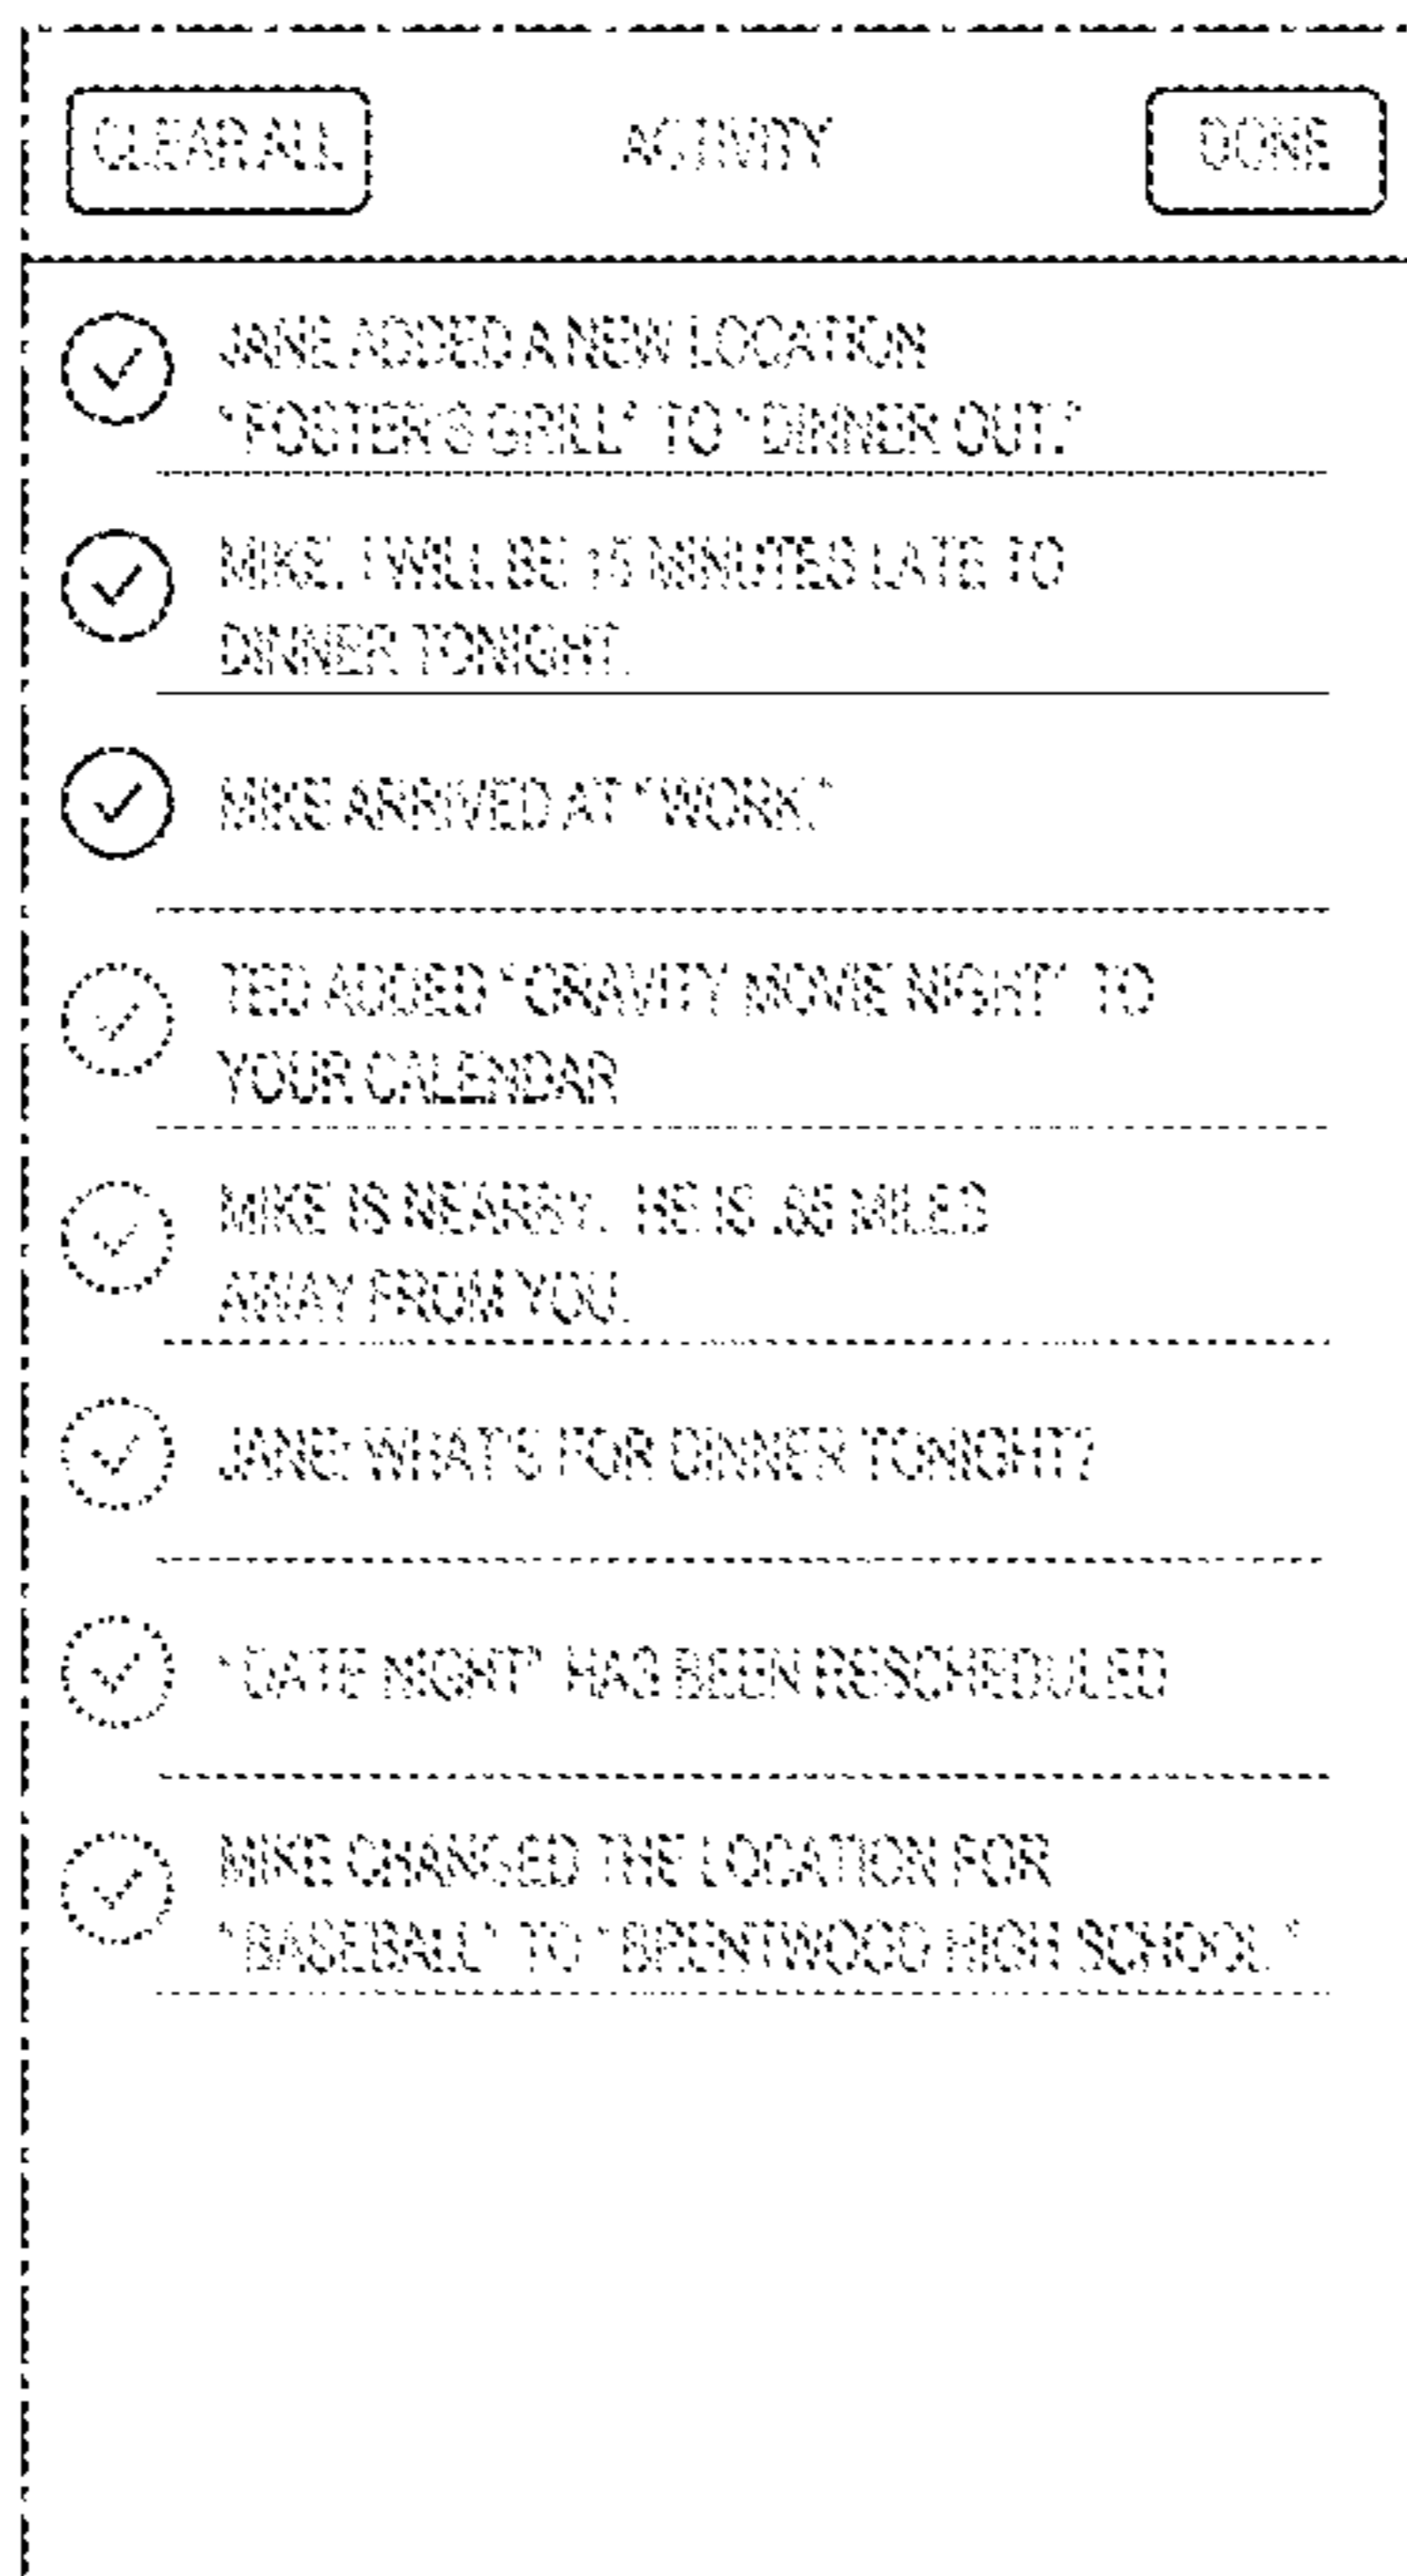 CLEAR ALL
ACTIVITY
DONE
JANE ADDED A NEW LOCATION
"FOSTER'S GRILL" TO "DINNER OUT."
MIKE: I WILL BE 15 MINUTES LATE TO
DINNER TONIGHT.
MIKE ARRIVED AT "WORK."
TED ADDED "GRAVITY MOVIE NIGHT" TO
YOUR CALENDAR
MIKE IS NEARBY. HE IS MILES
AWAY FROM YOU.
JANE: WHAT'S FOR DINNER TONIGHT?
"DATE NIGHT" HAS BEEN RESCHEDULED
MIKE CHANGED THE LOCATION FOR
"BASEBALL" TO "BRENTWOOD HIGH SCHOOL."